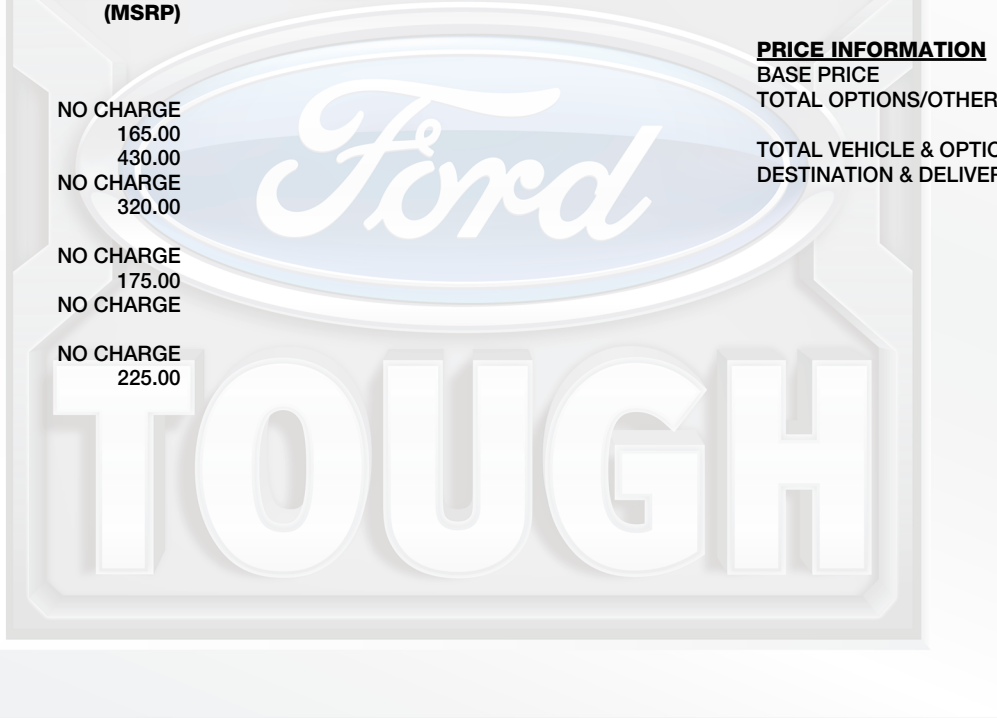 (MSRP)
NO CHARGE
165.00
430.00
NO CHARGE
320.00
NO CHARGE
175.00
NO CHARGE
NO CHARGE
225.00
PRICE INFORMATION
BASE PRICE
TOTAL OPTIONS/OTHER
TOTAL VEHICLE & OPTIO
DESTINATION & DELIVER
Ford
TOUGH